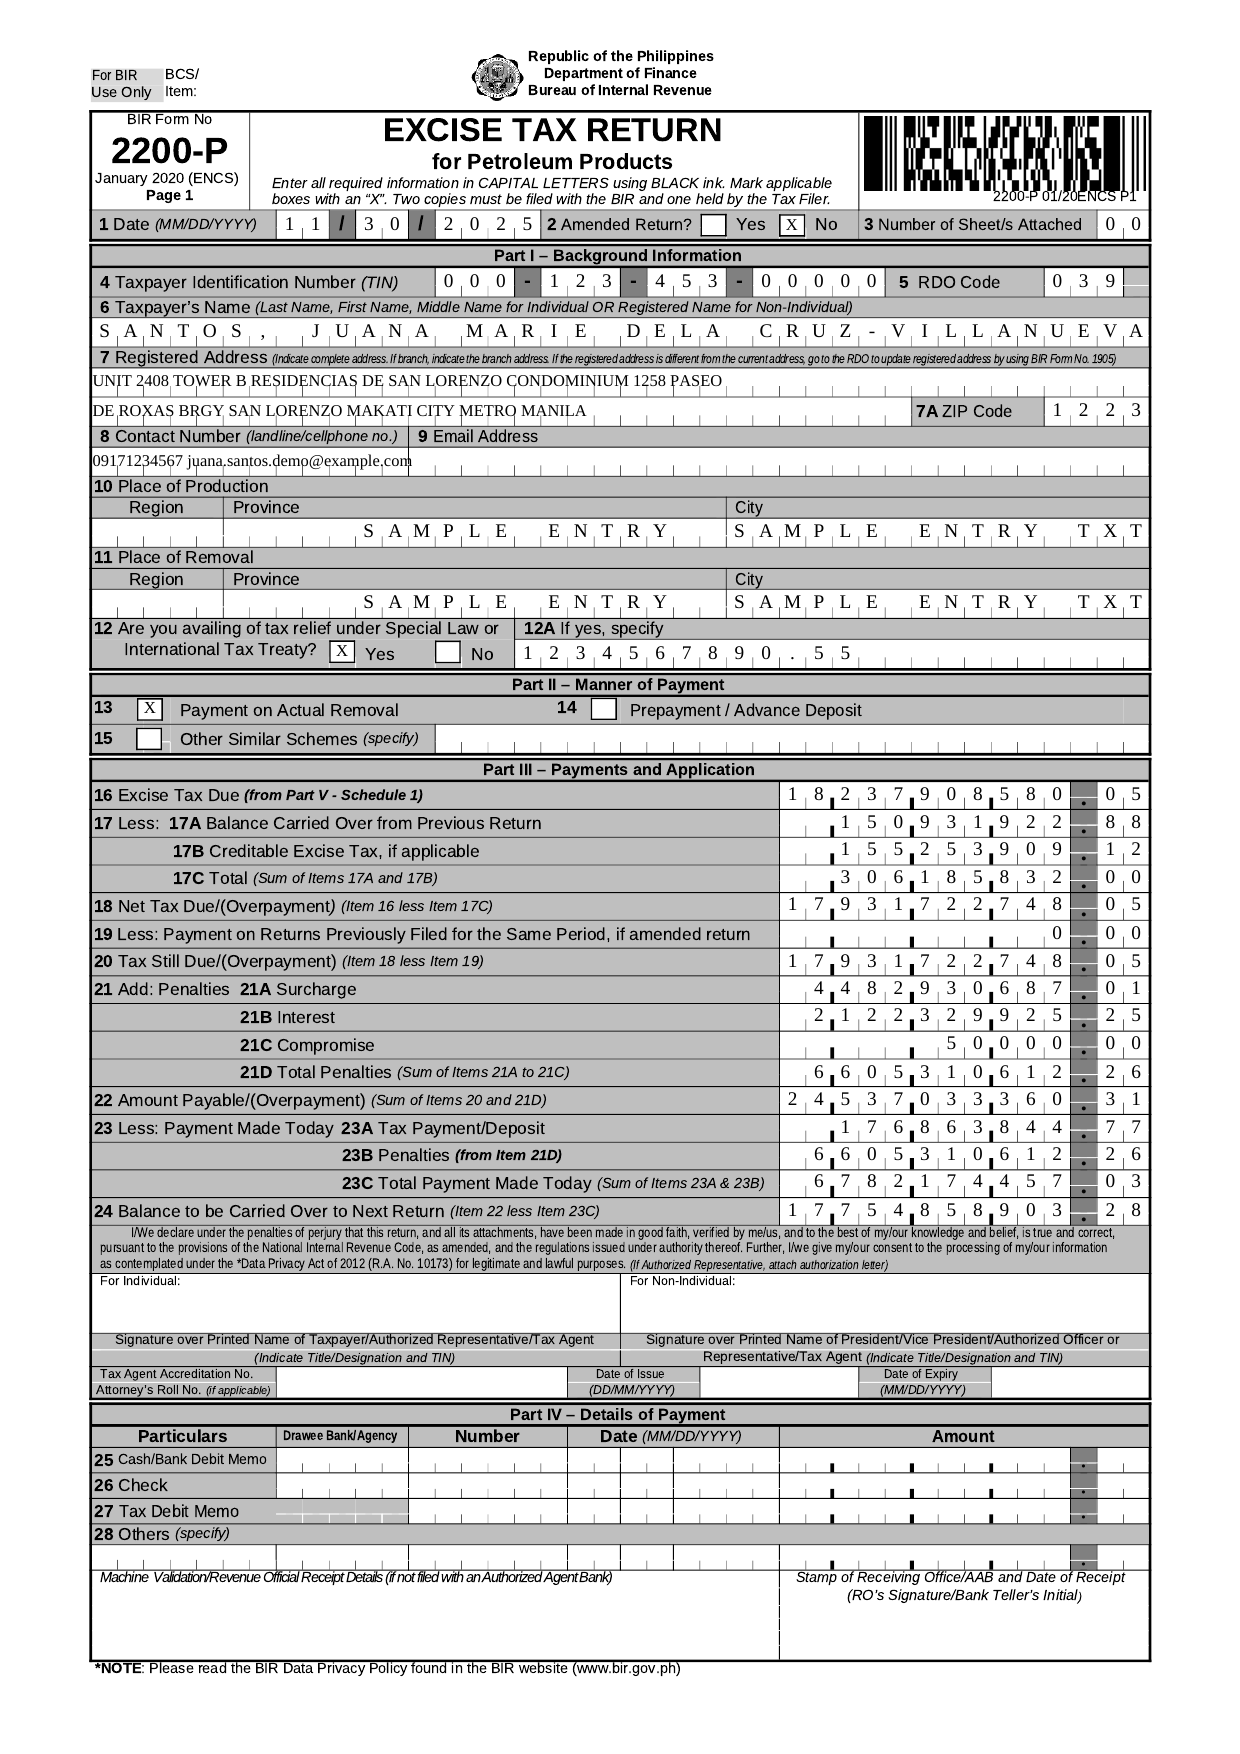 Republic of the Philippines
Department of Finance
Bureau of Internal Revenue
For BIR Use Only
BCS/ Item:
BIR Form No
2200-P
January 2020 (ENCS)
Page 1
EXCISE TAX RETURN
for Petroleum Products
Enter all required information in CAPITAL LETTERS using BLACK ink. Mark applicable
boxes with an “X”. Two copies must be filed with the BIR and one held by the Tax Filer.
2200-P 01/20ENCS P1
1 Date (MM/DD/YYYY) 11/30/2025 2 Amended Return? Yes X No 3 Number of Sheet/s Attached 00
Part I – Background Information
4 Taxpayer Identification Number (TIN) 000-123-453-00000 5 RDO Code 039
6 Taxpayer’s Name (Last Name, First Name, Middle Name for Individual OR Registered Name for Non-Individual)
SANTOS, JUANA MARIE DELA CRUZ-VILLANUEVA
7 Registered Address (Indicate complete address. If branch, indicate the branch address. If the registered address is different from the current address, go to the RDO to update registered address by using BIR Form No. 1905)
UNIT 2408 TOWER B RESIDENCIAS DE SAN LORENZO CONDOMINIUM 1258 PASEO
DE ROXAS BRGY SAN LORENZO MAKATI CITY METRO MANILA 7A ZIP Code 1223
8 Contact Number (landline/cellphone no.) 9 Email Address
09171234567 juana.santos.demo@example.com
10 Place of Production
Region Province City
SAMPLE ENTRY SAMPLE ENTRY TXT
11 Place of Removal
Region Province City
SAMPLE ENTRY SAMPLE ENTRY TXT
12 Are you availing of tax relief under Special Law or 12A If yes, specify
International Tax Treaty? X Yes No 1234567890.55
Part II – Manner of Payment
13 X Payment on Actual Removal 14 Prepayment / Advance Deposit
15 Other Similar Schemes (specify)
Part III – Payments and Application
16 Excise Tax Due (from Part V - Schedule 1) 18237908580.05
17 Less: 17A Balance Carried Over from Previous Return 150931922.88
17B Creditable Excise Tax, if applicable 155253909.12
17C Total (Sum of Items 17A and 17B) 306185832.00
18 Net Tax Due/(Overpayment) (Item 16 less Item 17C) 17931722748.05
19 Less: Payment on Returns Previously Filed for the Same Period, if amended return 0.00
20 Tax Still Due/(Overpayment) (Item 18 less Item 19) 17931722748.05
21 Add: Penalties 21A Surcharge 4482930687.01
21B Interest 2122329925.25
21C Compromise 50000.00
21D Total Penalties (Sum of Items 21A to 21C) 6605310612.26
22 Amount Payable/(Overpayment) (Sum of Items 20 and 21D) 24537033360.31
23 Less: Payment Made Today 23A Tax Payment/Deposit 176863844.77
23B Penalties (from Item 21D) 6605310612.26
23C Total Payment Made Today (Sum of Items 23A & 23B) 6782174457.03
24 Balance to be Carried Over to Next Return (Item 22 less Item 23C) 17754858903.28
I/We declare under the penalties of perjury that this return, and all its attachments, have been made in good faith, verified by me/us, and to the best of my/our knowledge and belief, is true and correct,
pursuant to the provisions of the National Internal Revenue Code, as amended, and the regulations issued under authority thereof. Further, I/we give my/our consent to the processing of my/our information
as contemplated under the *Data Privacy Act of 2012 (R.A. No. 10173) for legitimate and lawful purposes. (If Authorized Representative, attach authorization letter)
For Individual: For Non-Individual:
Signature over Printed Name of Taxpayer/Authorized Representative/Tax Agent Signature over Printed Name of President/Vice President/Authorized Officer or
(Indicate Title/Designation and TIN) Representative/Tax Agent (Indicate Title/Designation and TIN)
Tax Agent Accreditation No. Date of Issue Date of Expiry
Attorney’s Roll No. (if applicable) (DD/MM/YYYY) (MM/DD/YYYY)
Part IV – Details of Payment
Particulars Drawee Bank/Agency Number Date (MM/DD/YYYY) Amount
25 Cash/Bank Debit Memo
26 Check
27 Tax Debit Memo
28 Others (specify)
Machine Validation/Revenue Official Receipt Details (if not filed with an Authorized Agent Bank) Stamp of Receiving Office/AAB and Date of Receipt
(RO’s Signature/Bank Teller’s Initial)
*NOTE: Please read the BIR Data Privacy Policy found in the BIR website (www.bir.gov.ph)